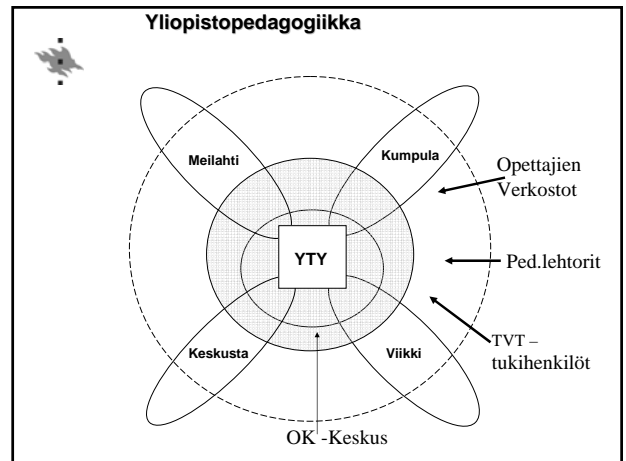 Yliopistopedagogiikka
Meilahti
Kumpula
Opettajien
Verkostot
YTY
Ped.lehtorit
TVT –
tukihenkilöt
Keskusta
Viikki
OK -Keskus